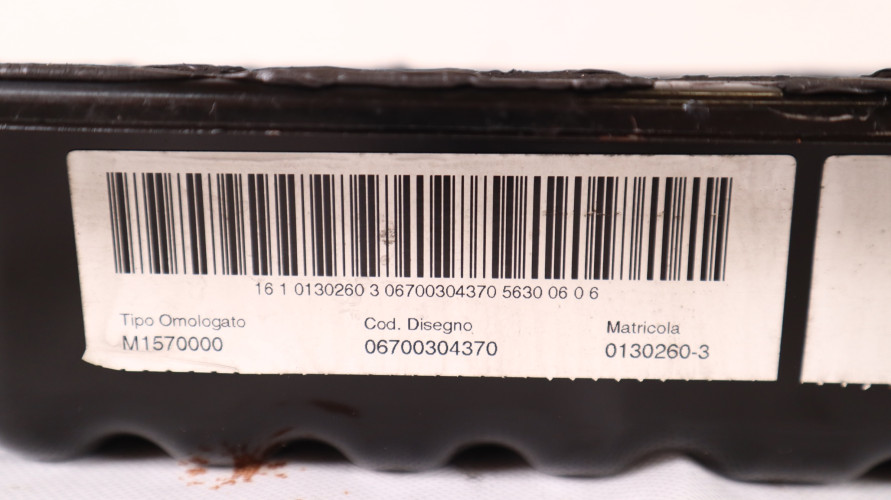 16 1 0130260 3 06700304370 5630 06 0 6
Tipo Omologato Cod. Disegno Matricola
M1570000 06700304370 0130260-3